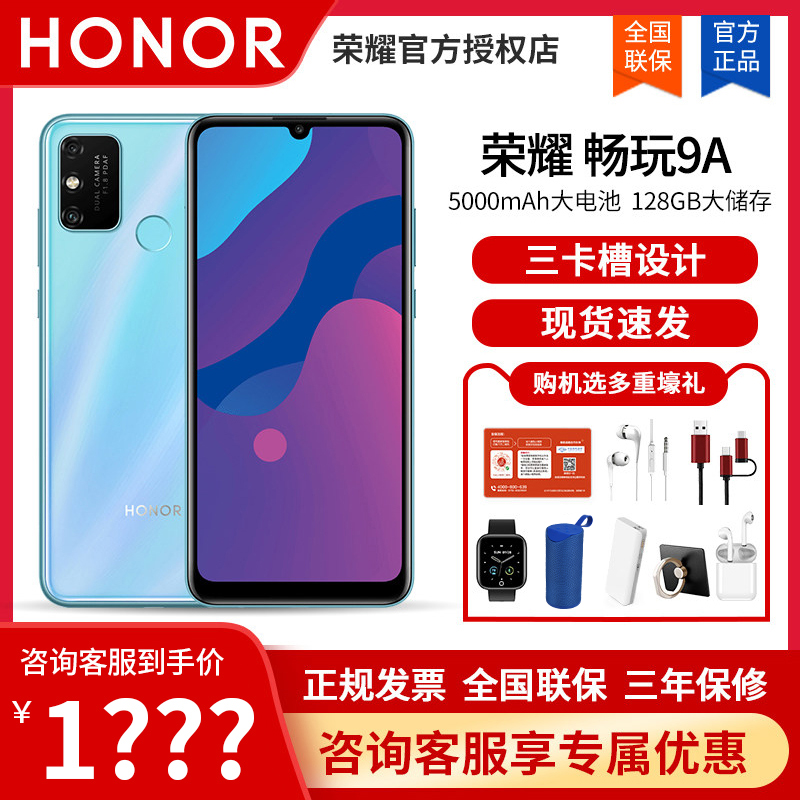 HONOR
荣耀官方授权店
全国
联保
官方
正品
DUAL CAMERA
F1.8 PDAF
荣耀 畅玩9A
5000mAh大电池 128GB大储存
三卡槽设计
现货速发
购机选多重壕礼
HONOR
咨询客服到手价
¥1???
正规发票 全国联保 三年保修
咨询客服享专属优惠